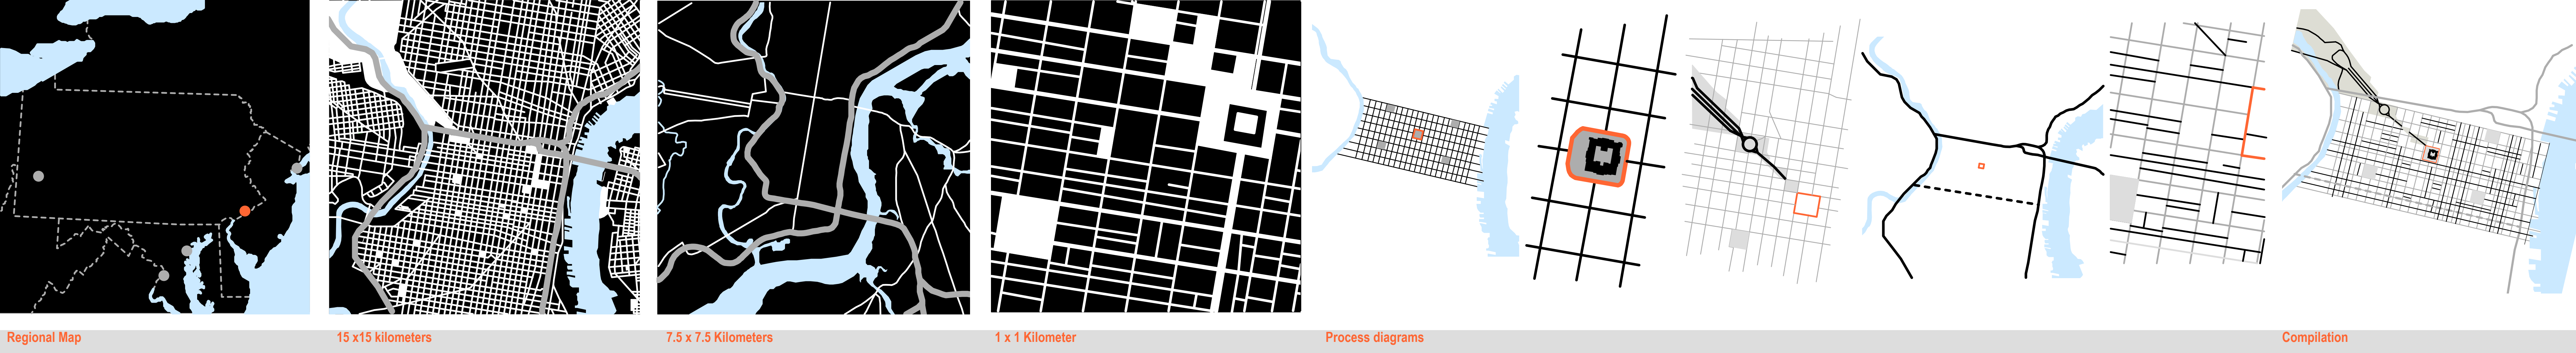 Regional Map
15 x15 kilometers
7.5 x 7.5 Kilometers
1 x 1 Kilometer
Process diagrams
Compilation